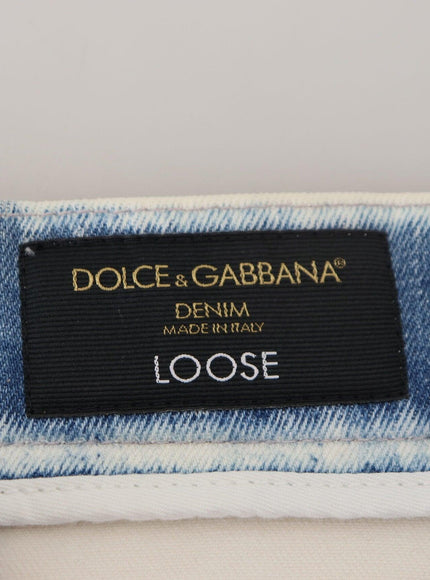 DOLCE & GABBANA®
DENIM
MADE IN ITALY
LOOSE